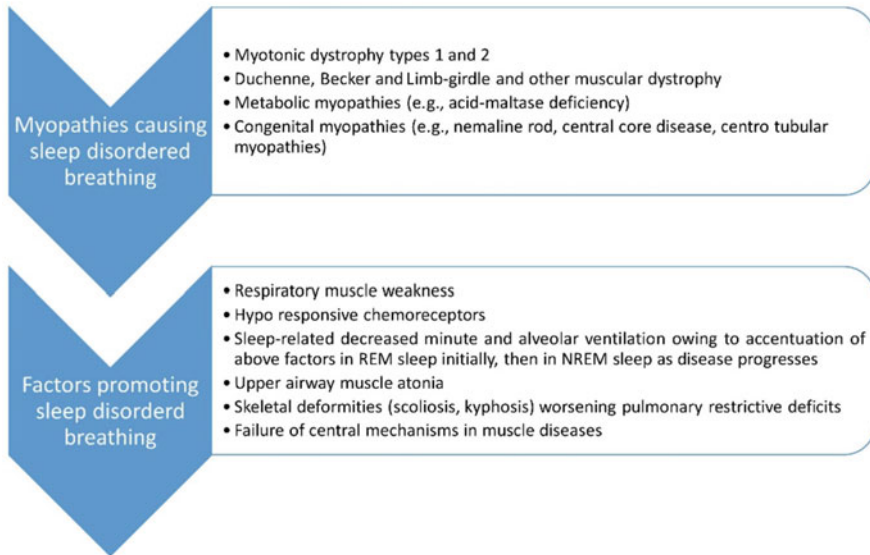 Myopathies causing
sleep disordered
breathing
• Myotonic dystrophy types 1 and 2
• Duchenne, Becker and Limb-girdle and other muscular dystrophy
• Metabolic myopathies (e.g., acid-maltase deficiency)
• Congenital myopathies (e.g., nemaline rod, central core disease, centro tubular
myopathies)
Factors promoting
sleep disorderd
breathing
• Respiratory muscle weakness
• Hypo responsive chemoreceptors
• Sleep-related decreased minute and alveolar ventilation owing to accentuation of
above factors in REM sleep initially, then in NREM sleep as disease progresses
• Upper airway muscle atonia
• Skeletal deformities (scoliosis, kyphosis) worsening pulmonary restrictive deficits
• Failure of central mechanisms in muscle diseases